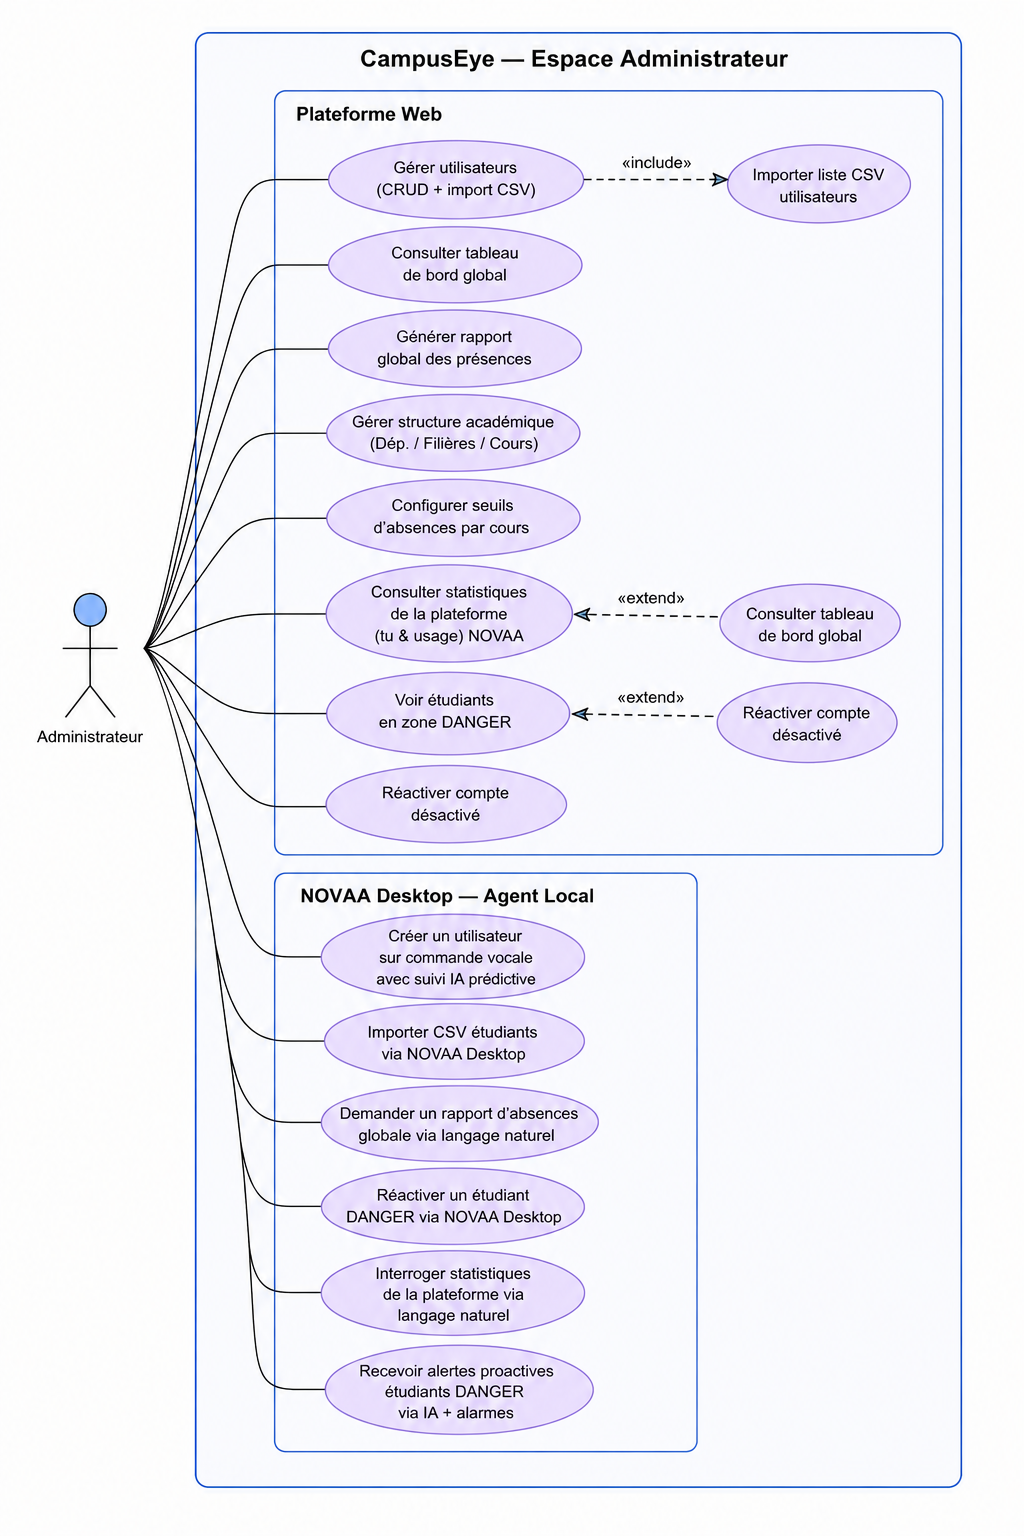 CampusEye — Espace Administrateur
Plateforme Web
Gérer utilisateurs
(CRUD + import CSV)
«include»
Importer liste CSV
utilisateurs
Consulter tableau
de bord global
Générer rapport
global des présences
Gérer structure académique
(Dép. / Filières / Cours)
Configurer seuils
d'absences par cours
Consulter statistiques
de la plateforme
(tu & usage) NOVAA
«extend»
Consulter tableau
de bord global
Voir étudiants
en zone DANGER
«extend»
Réactiver compte
désactivé
Réactiver compte
désactivé
Administrateur
NOVAA Desktop — Agent Local
Créer un utilisateur
sur commande vocale
avec suivi IA prédictive
Importer CSV étudiants
via NOVAA Desktop
Demander un rapport d'absences
globale via langage naturel
Réactiver un étudiant
DANGER via NOVAA Desktop
Interroger statistiques
de la plateforme via
langage naturel
Recevoir alertes proactives
étudiants DANGER
via IA + alarmes